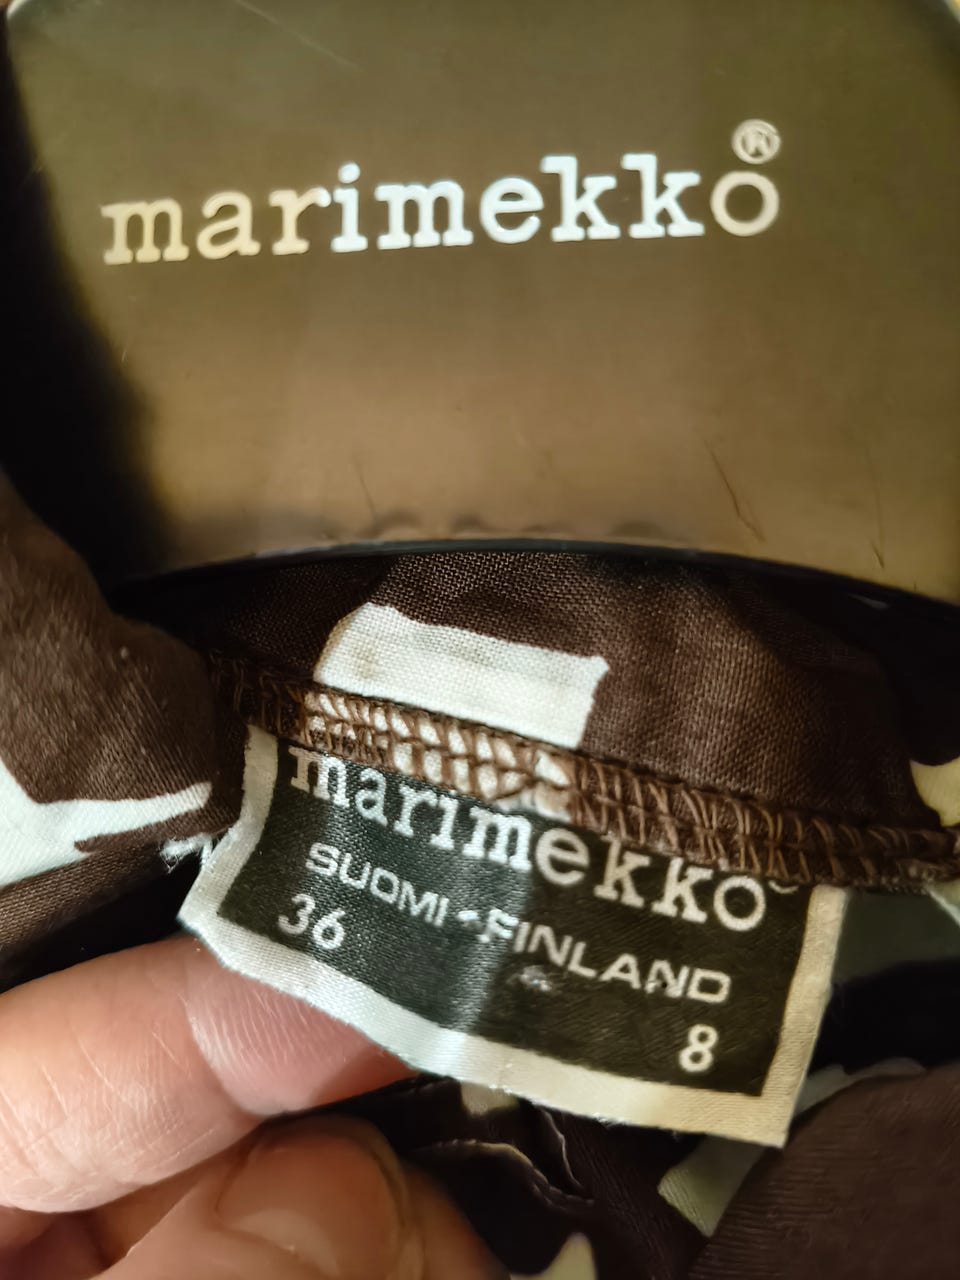 marimekko®
marimekko
SUOMI • FINLAND
36
8